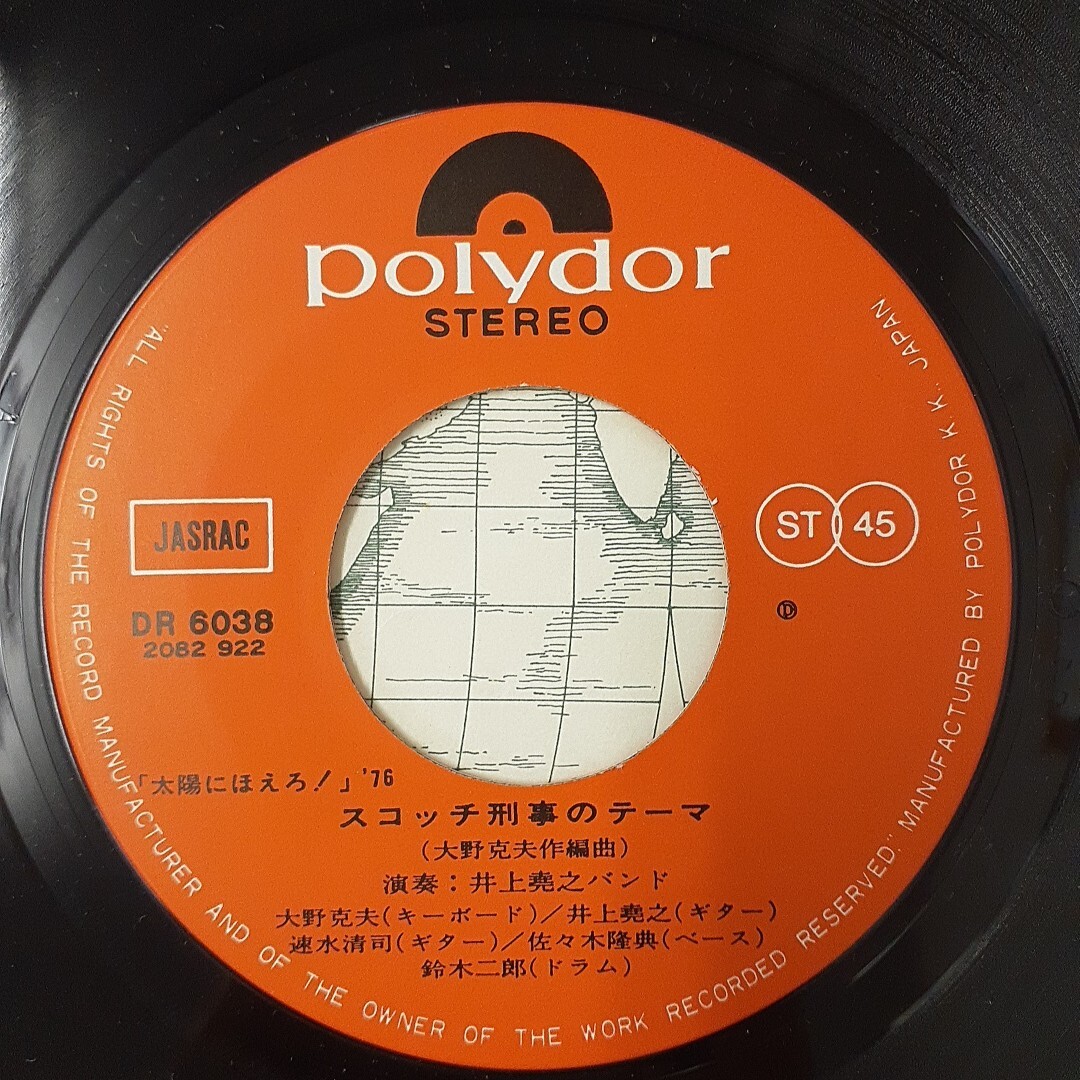 polydor
STEREO
JASRAC
ST 45
DR 6038
2082 922
Ⓓ
「太陽にほえろ!」'76
スコッチ刑事のテーマ
(大野克夫作編曲)
演奏:井上堯之バンド
大野克夫(キーボード)/井上堯之(ギター)
速水清司(ギター)/佐々木隆典(ベース)
鈴木二郎(ドラム)
"ALL RIGHTS OF THE RECORD MANUFACTURER AND OF THE OWNER OF THE WORK RECORDED RESERVED." MANUFACTURED BY POLYDOR K. K. JAPAN